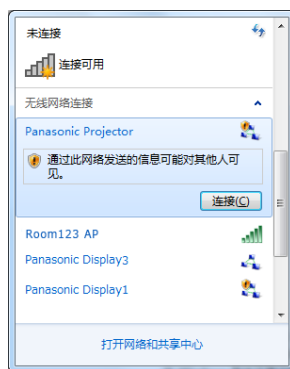 未连接
连接可用
无线网络连接
Panasonic Projector
通过此网络发送的信息可能对其他人可
见。
连接(C)
Room123 AP
Panasonic Display3
Panasonic Display1
打开网络和共享中心